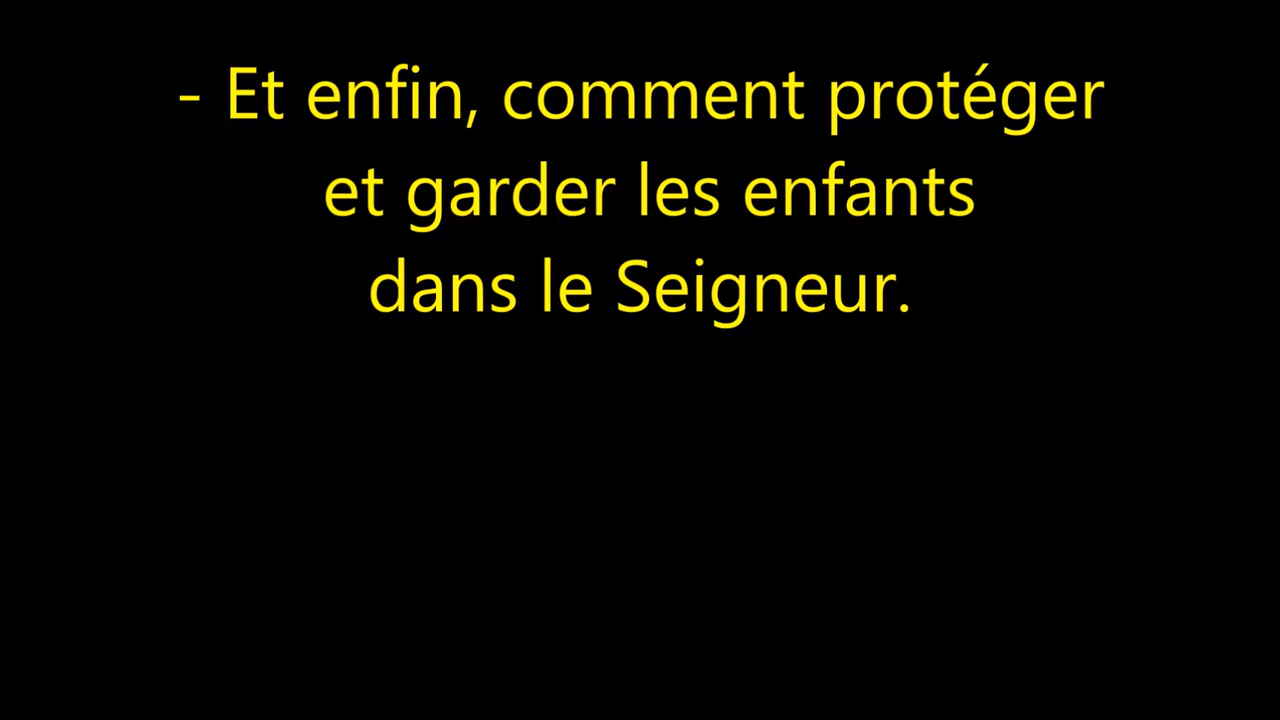 - Et enfin, comment protéger
et garder les enfants
dans le Seigneur.